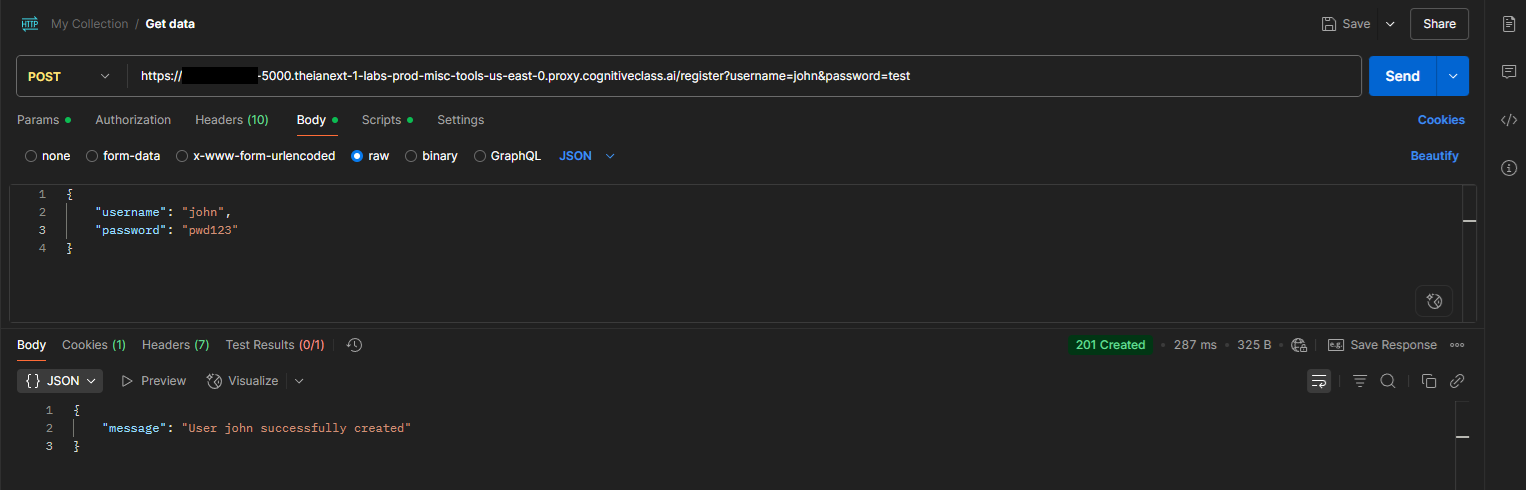 HTTP My Collection / Get data Save Share
POST https:// -5000.theianext-1-labs-prod-misc-tools-us-east-0.proxy.cognitiveclass.ai/register?username=john&password=test Send
Params Authorization Headers (10) Body Scripts Settings Cookies
none form-data x-www-form-urlencoded raw binary GraphQL JSON Beautify
1 {
2 "username": "john",
3 "password": "pwd123"
4 }
Body Cookies (1) Headers (7) Test Results (0/1) 201 Created 287 ms 325 B e.g. Save Response
{} JSON Preview Visualize
1 {
2 "message": "User john successfully created"
3 }